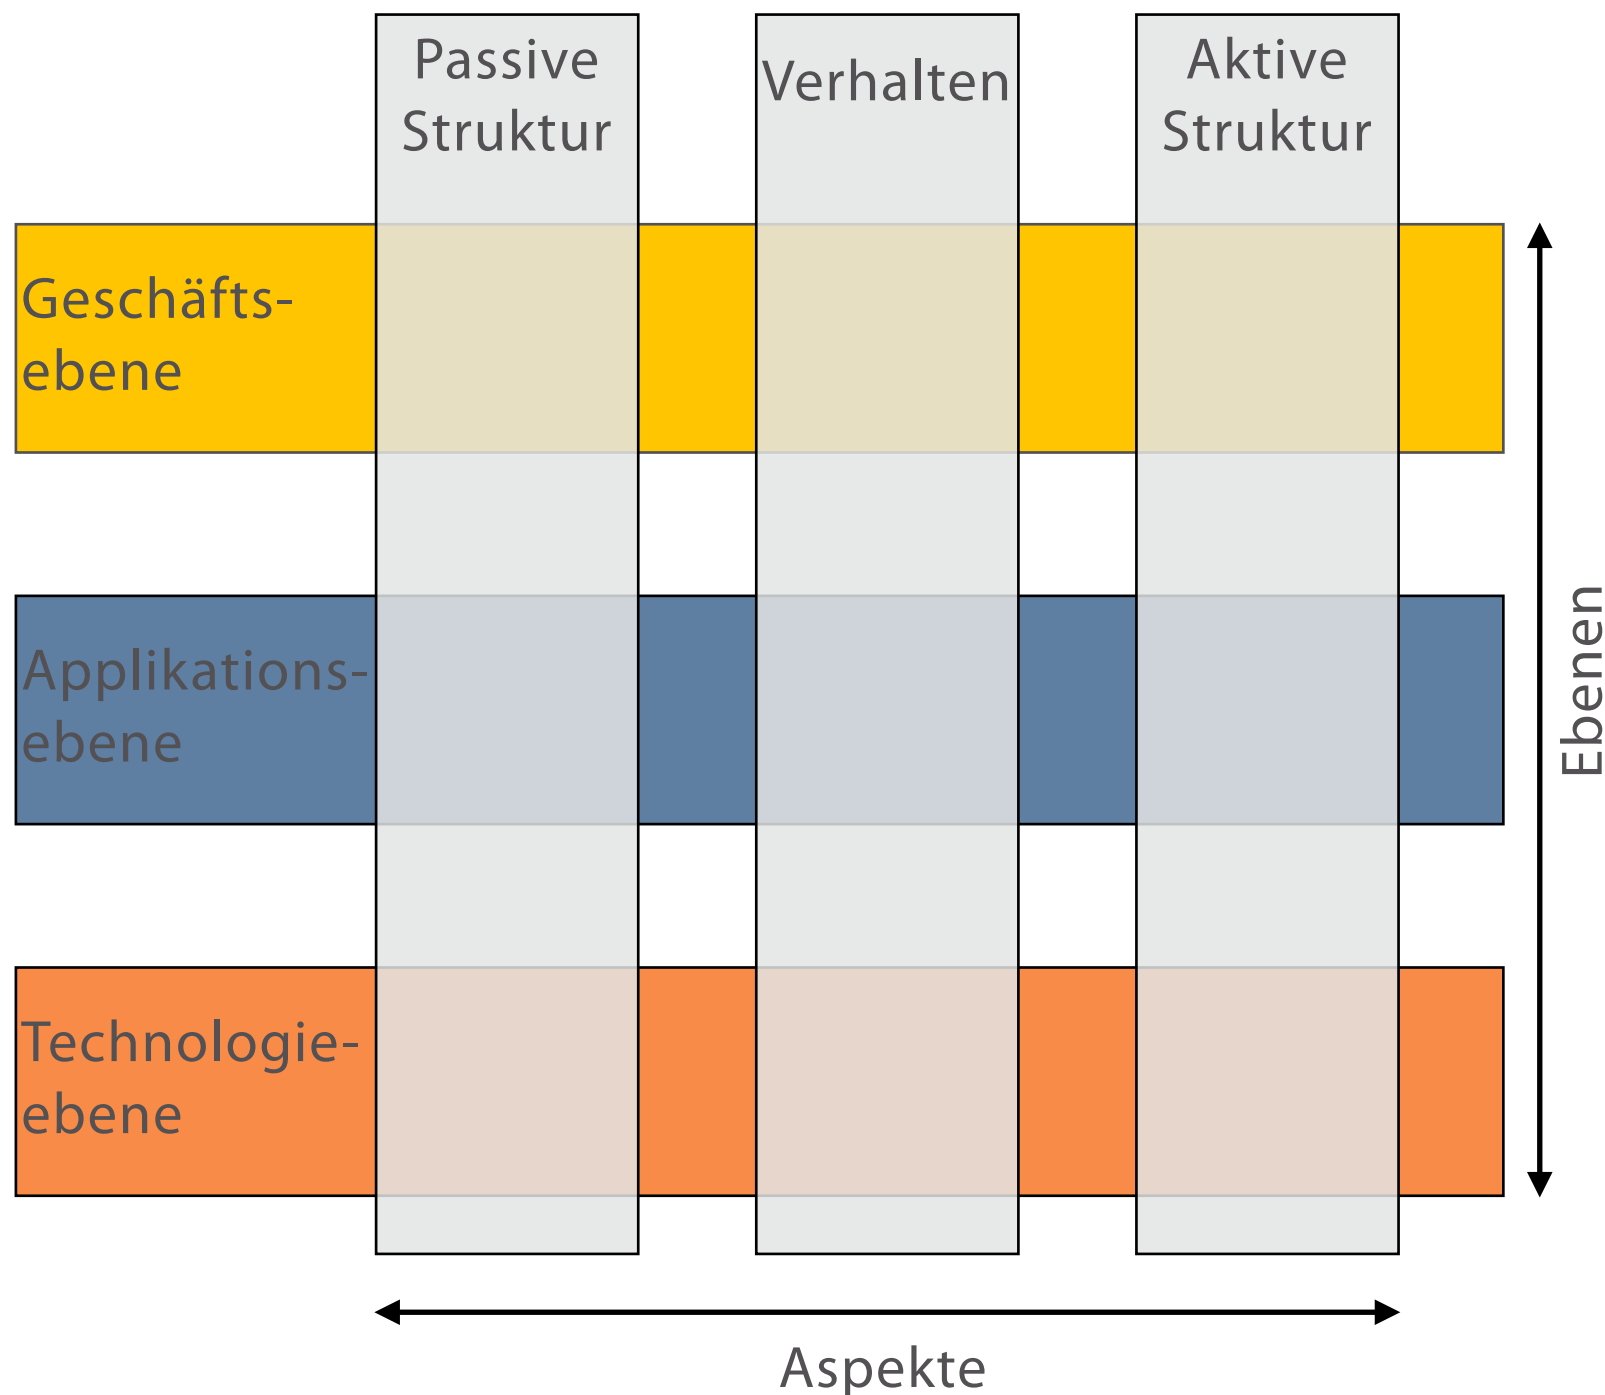 Passive
Struktur
Verhalten
Aktive
Struktur
Geschäfts-
ebene
Applikations-
ebene
Technologie-
ebene
Ebenen
Aspekte